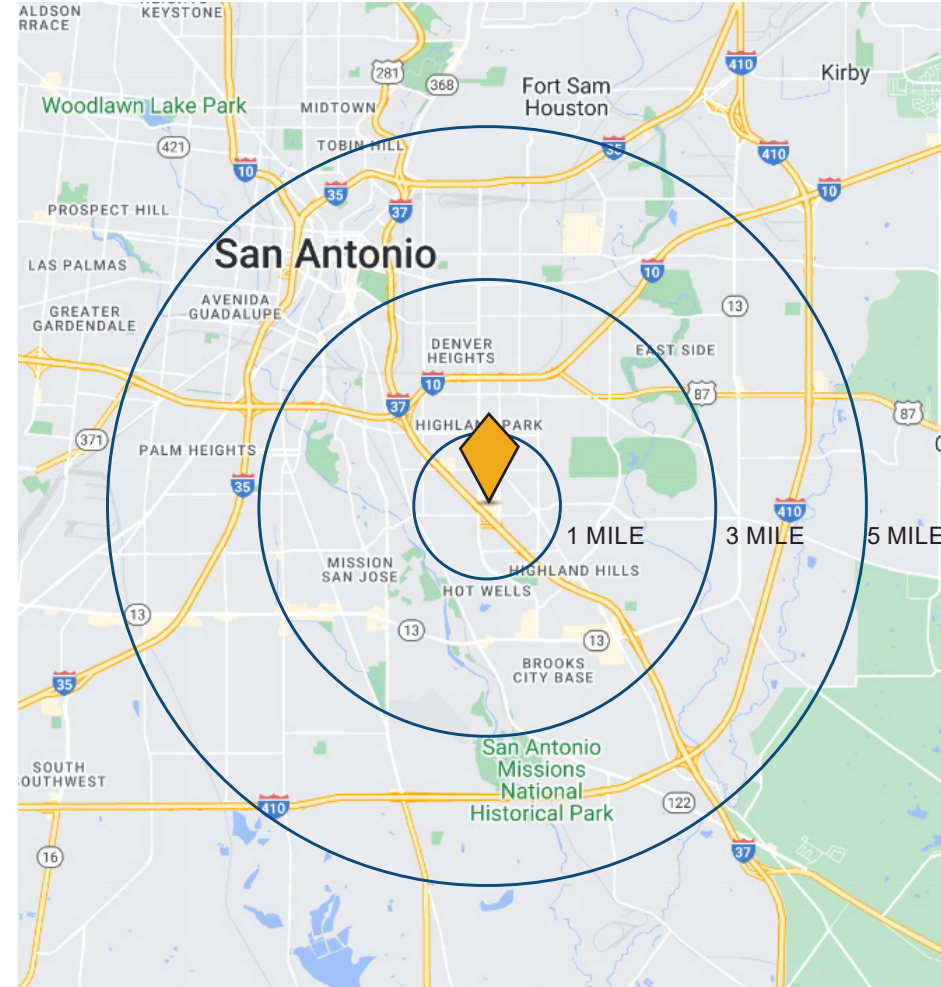 ALDSON
RRACE
KEYSTONE
281
368
410
Kirby
Fort Sam
Houston
Woodlawn Lake Park
MIDTOWN
421
TOBIN HILL
35
410
10
35
10
37
PROSPECT HILL
San Antonio
LAS PALMAS
10
AVENIDA
GUADALUPE
13
GREATER
GARDENDALE
DENVER
HEIGHTS
EAST SIDE
10
87
37
87
HIGHLAND PARK
371
PALM HEIGHTS
35
410
1 MILE
3 MILE
5 MILE
MISSION
SAN JOSE
HIGHLAND HILLS
HOT WELLS
13
13
13
BROOKS
CITY BASE
35
San Antonio
Missions
National
Historical Park
SOUTH
OUTHWEST
410
122
16
37